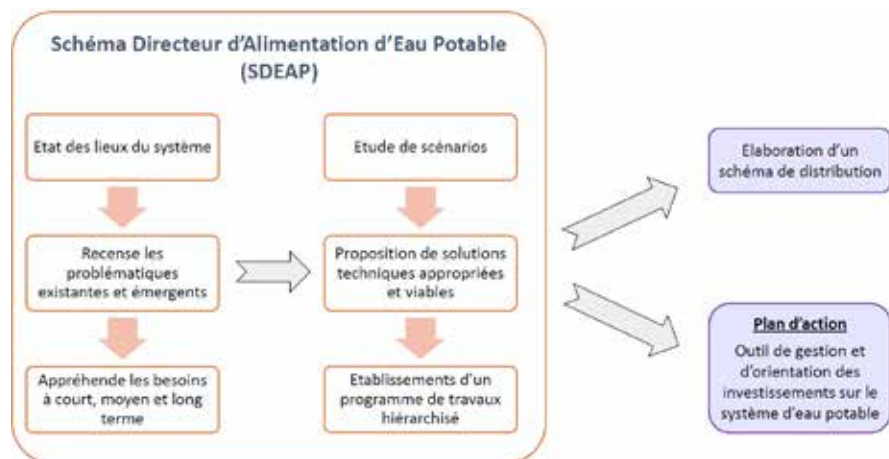 Schéma Directeur d'Alimentation d'Eau Potable
(SDEAP)
Etat des lieux du système
Recense les
problématiques
existantes et émergents
Appréhende les besoins
à court, moyen et long
terme
Etude de scénarios
Proposition de solutions
techniques appropriées
et viables
Etablissements d'un
programme de travaux
hiérarchisé
Elaboration d'un
schéma de distribution
Plan d'action
Outil de gestion et
d'orientation des
investissements sur le
système d'eau potable